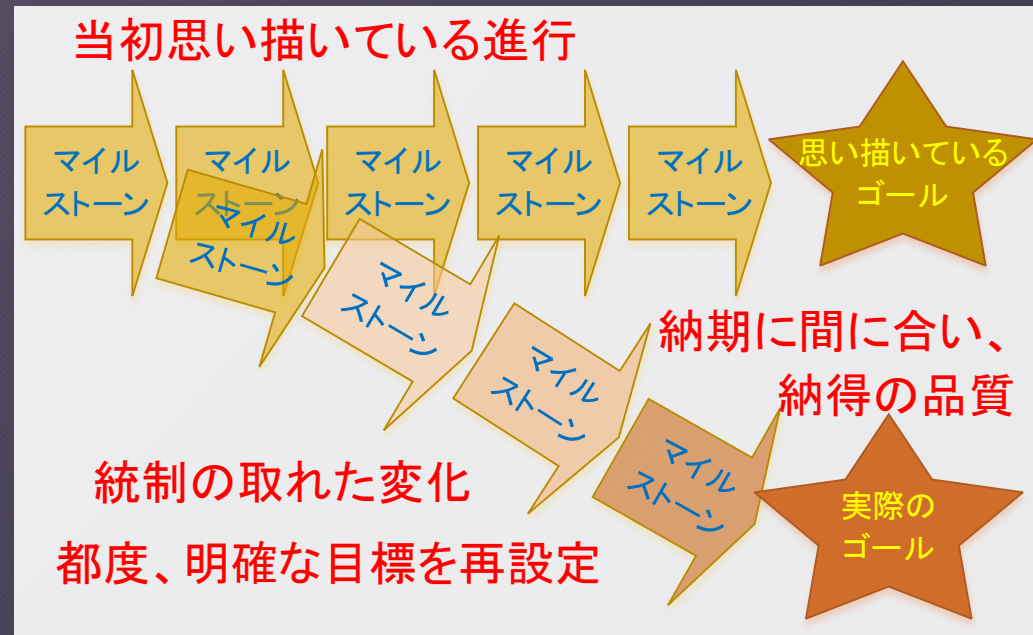 当初思い描いている進行
マイル
ストーン
マイル
ストーン
マイル
ストーン
マイル
ストーン
マイル
ストーン
思い描いている
ゴール
マイル
ストーン
マイル
ストーン
マイル
ストーン
マイル
ストーン
納期に間に合い、
納得の品質
実際の
ゴール
統制の取れた変化
都度、明確な目標を再設定